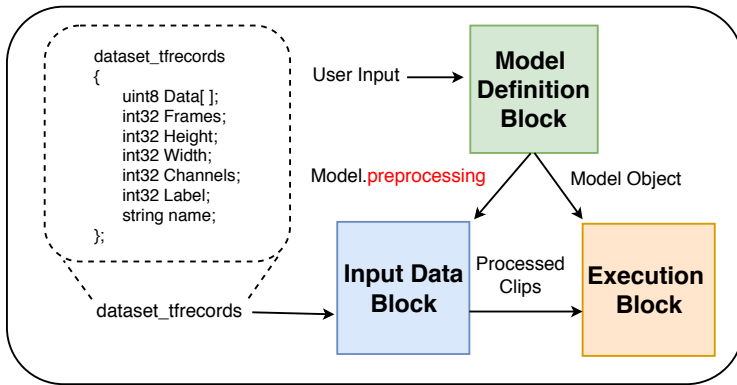 dataset_tfrecords
{
uint8 Data[ ];
int32 Frames;
int32 Height;
int32 Width;
int32 Channels;
int32 Label;
string name;
};
dataset_tfrecords
User Input
Model
Definition
Block
Model.preprocessing
Model Object
Input Data
Block
Processed
Clips
Execution
Block